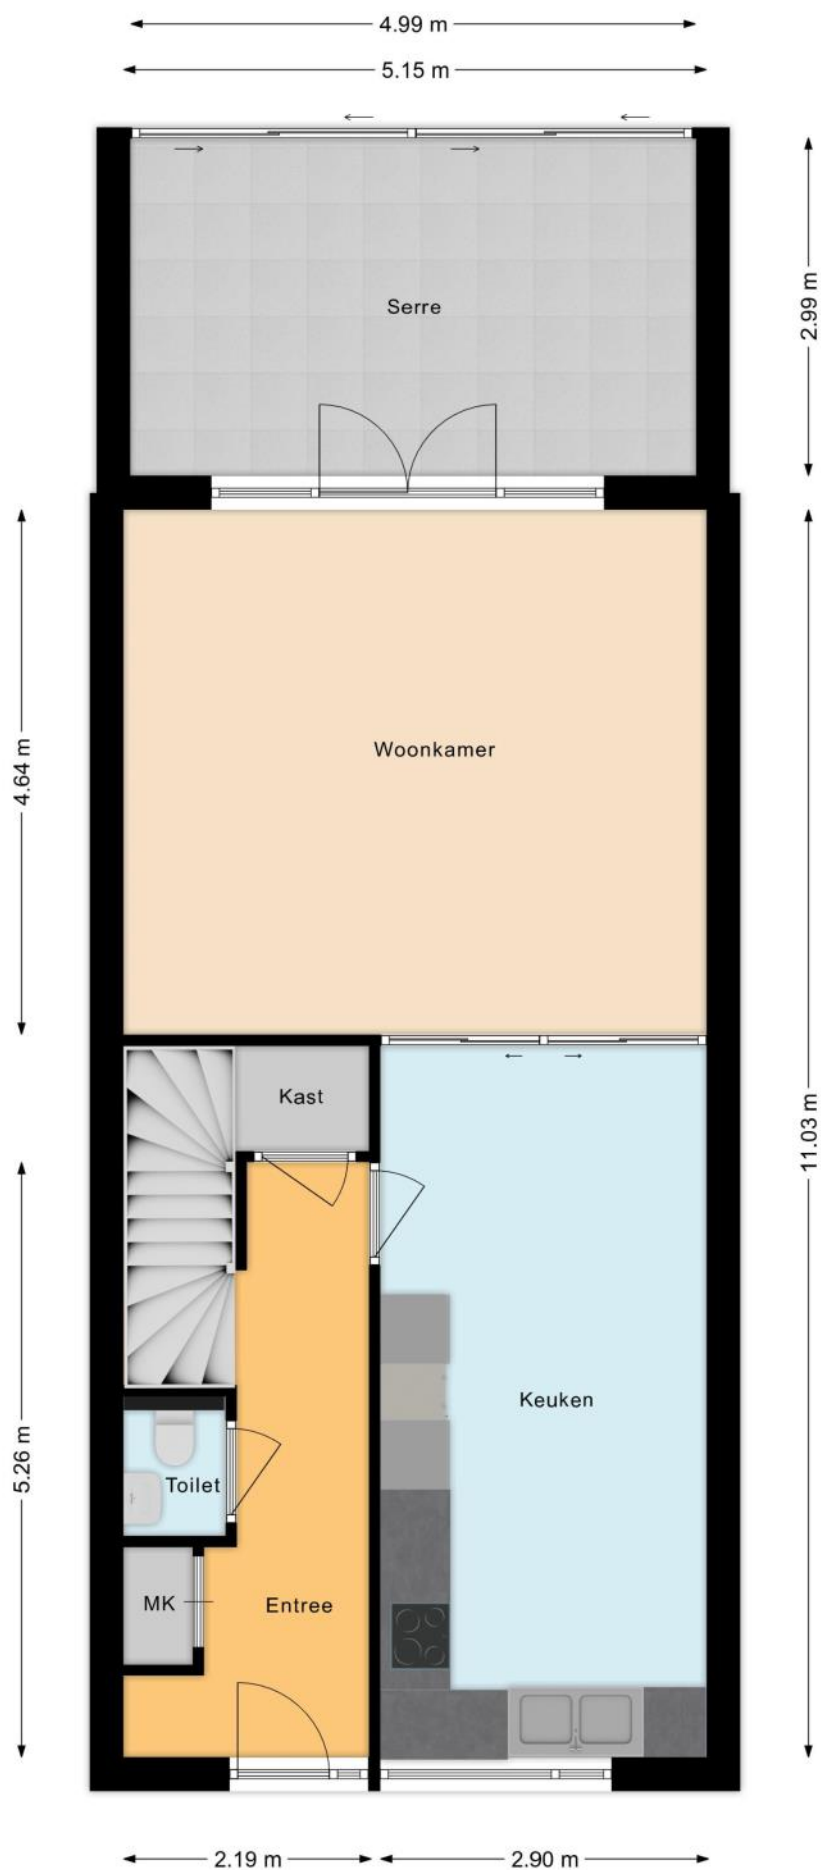 4.99 m
5.15 m
2.99 m
Serre
4.64 m
Woonkamer
11.03 m
Kast
5.26 m
Keuken
Toilet
MK
Entree
2.19 m
2.90 m